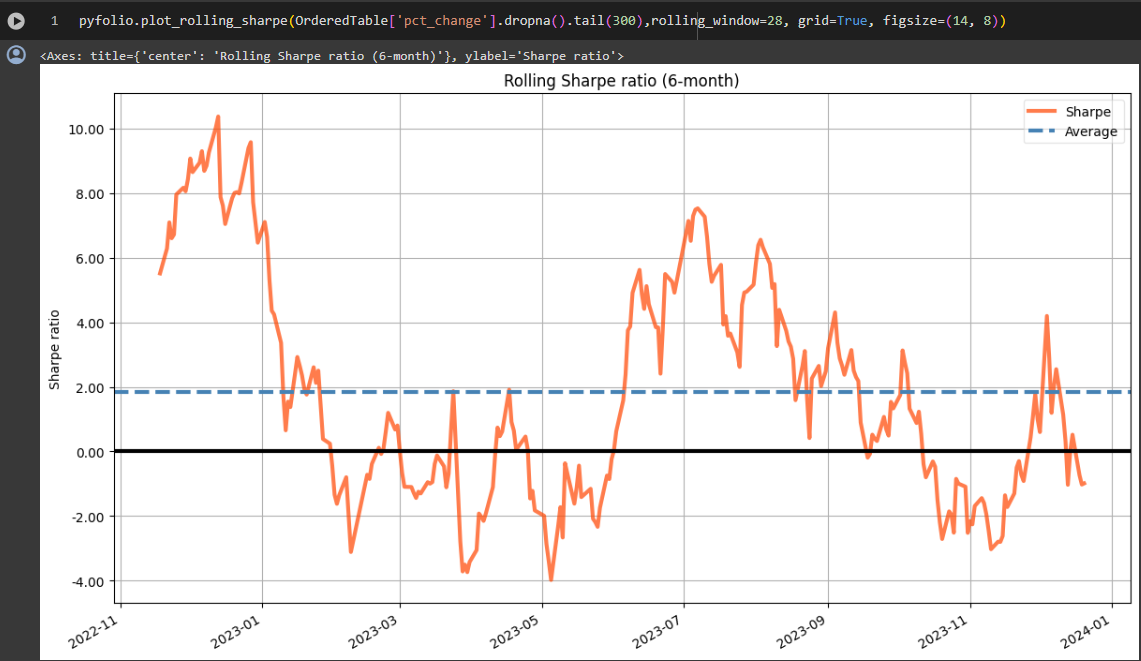 1 pyfolio.plot_rolling_sharpe(OrderedTable['pct_change'].dropna().tail(300),rolling_window=28, grid=True, figsize=(14, 8))
<Axes: title={'center': 'Rolling Sharpe ratio (6-month)'}, ylabel='Sharpe ratio'>
Rolling Sharpe ratio (6-month)
Sharpe
Average
10.00
8.00
6.00
4.00
2.00
0.00
-2.00
-4.00
Sharpe ratio
2022-11
2023-01
2023-03
2023-05
2023-07
2023-09
2023-11
2024-01